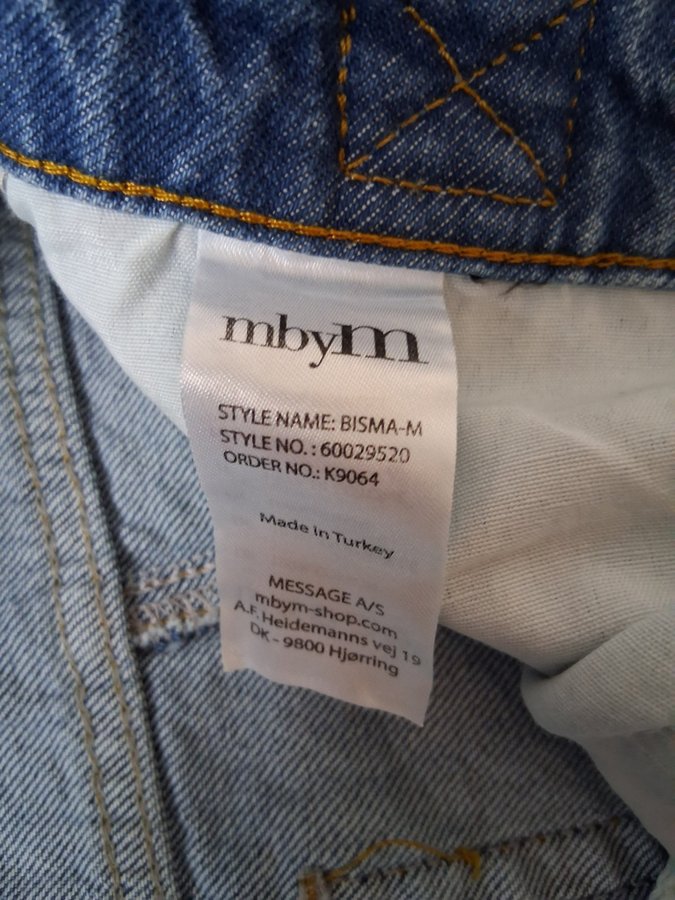 mbyM
STYLE NAME: BISMA-M
STYLE NO. : 60029520
ORDER NO.: K9064
Made in Turkey
MESSAGE A/S
mbym-shop.com
A.F. Heidemanns vej 19
DK - 9800 Hjørring